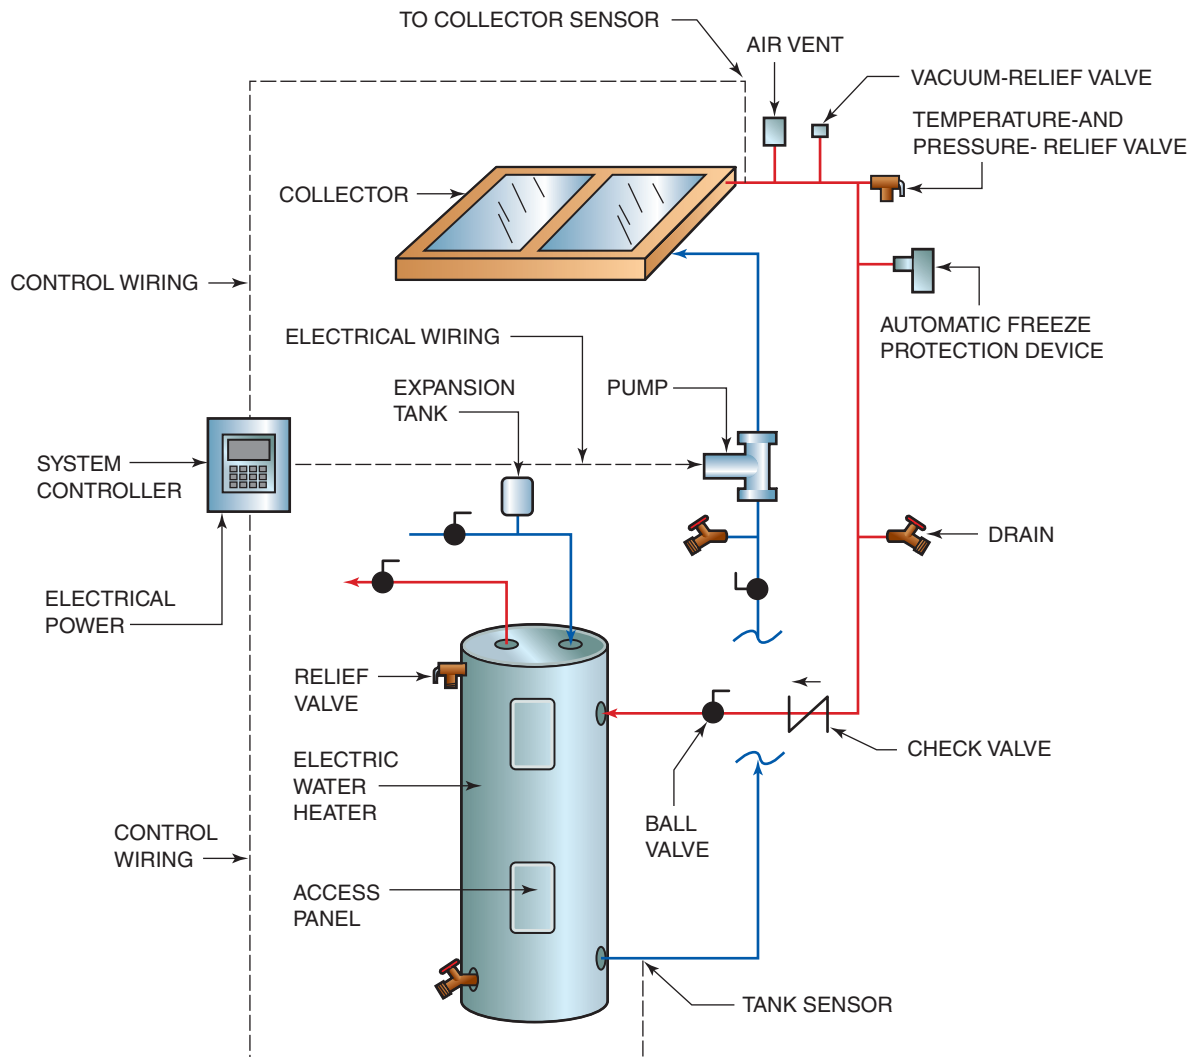 TO COLLECTOR SENSOR
AIR VENT
VACUUM-RELIEF VALVE
TEMPERATURE-AND
PRESSURE- RELIEF VALVE
COLLECTOR
CONTROL WIRING
ELECTRICAL WIRING
AUTOMATIC FREEZE
PROTECTION DEVICE
EXPANSION
TANK
PUMP
SYSTEM
CONTROLLER
DRAIN
ELECTRICAL
POWER
RELIEF
VALVE
CHECK VALVE
ELECTRIC
WATER
HEATER
BALL
VALVE
CONTROL
WIRING
ACCESS
PANEL
TANK SENSOR